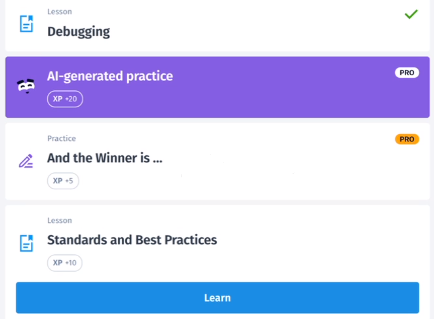 Lesson
Debugging
AI-generated practice
PRO
XP +20
Practice
PRO
And the Winner is ...
XP +5
Lesson
Standards and Best Practices
XP +10
Learn